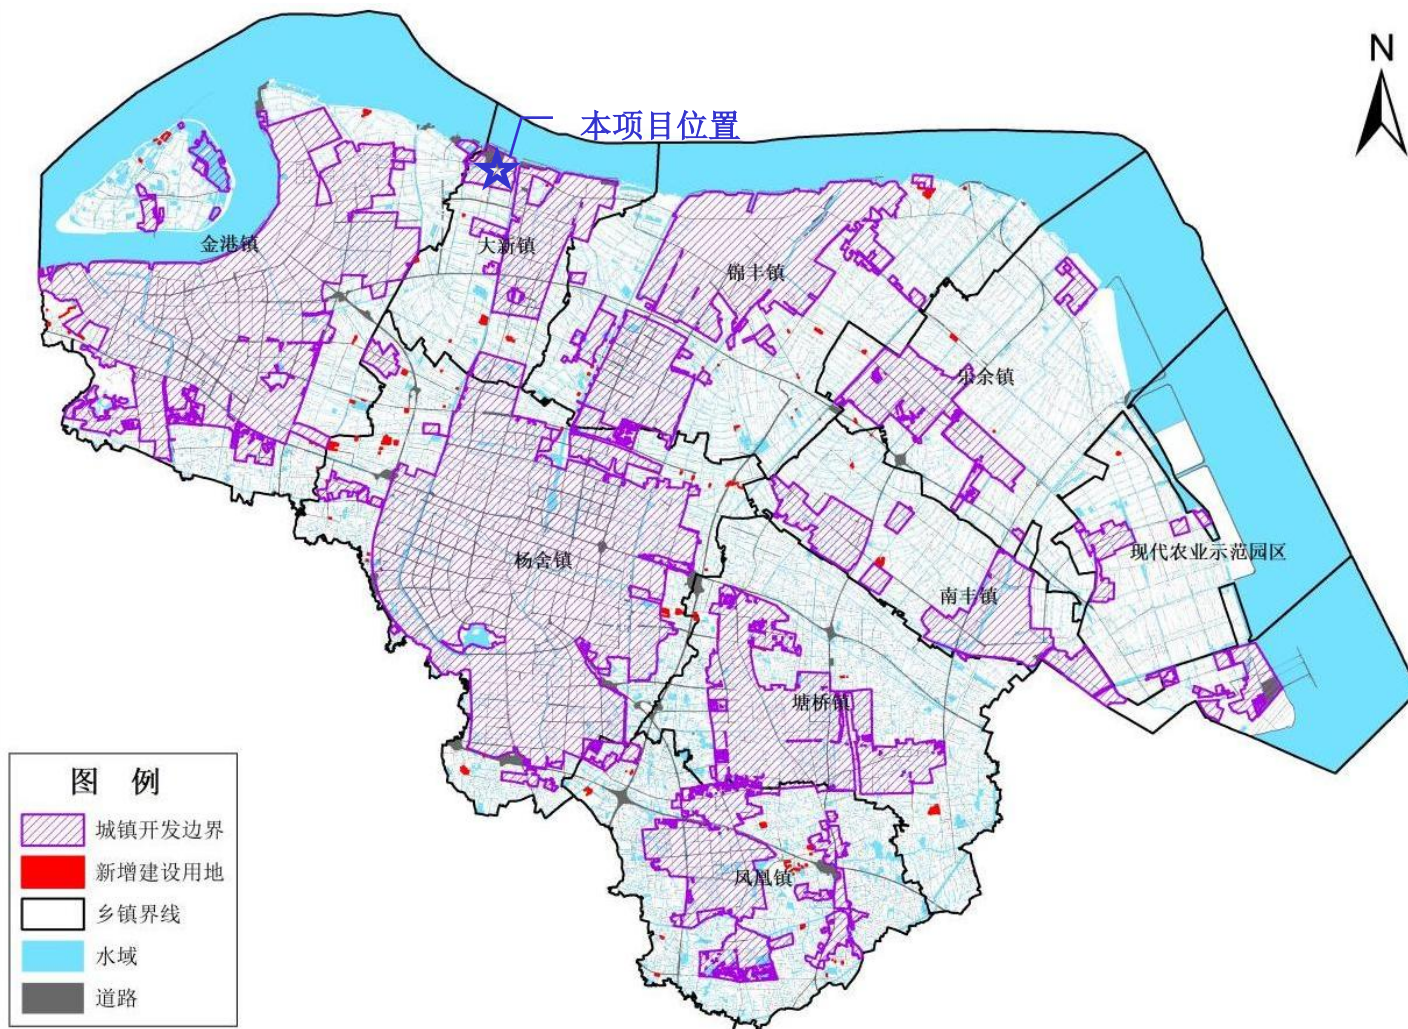 N
本项目位置
金港镇
大新镇
锦丰镇
乐余镇
杨舍镇
现代农业示范园区
南丰镇
塘桥镇
凤凰镇
图 例
城镇开发边界
新增建设用地
乡镇界线
水域
道路